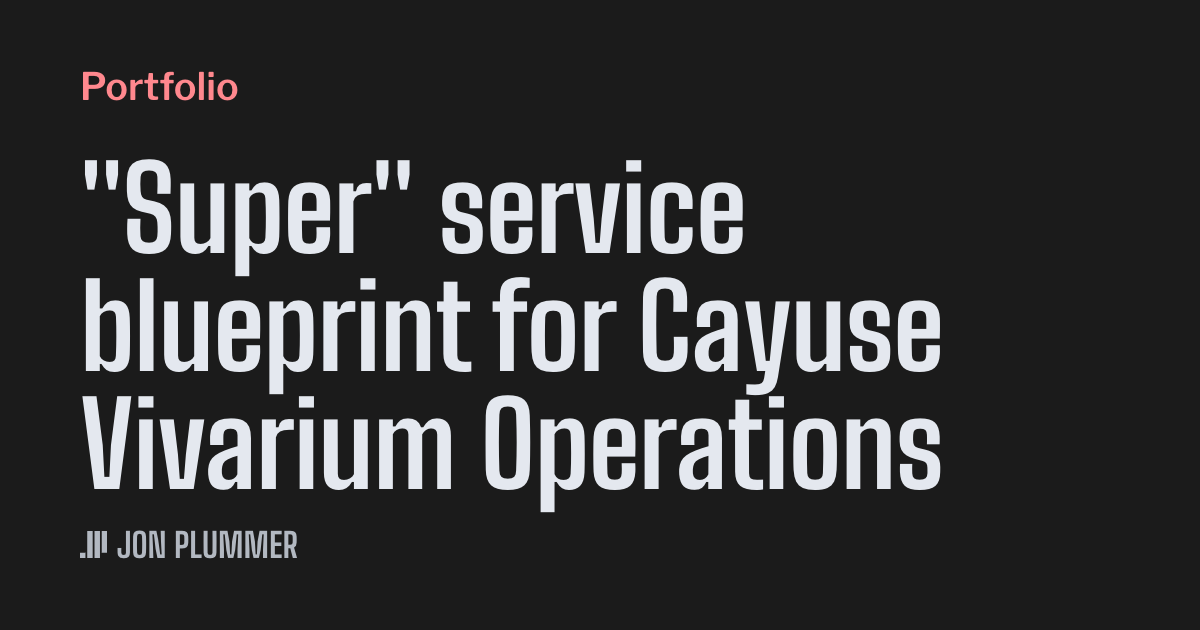 Portfolio
"Super" service
blueprint for Cayuse
Vivarium Operations
JON PLUMMER